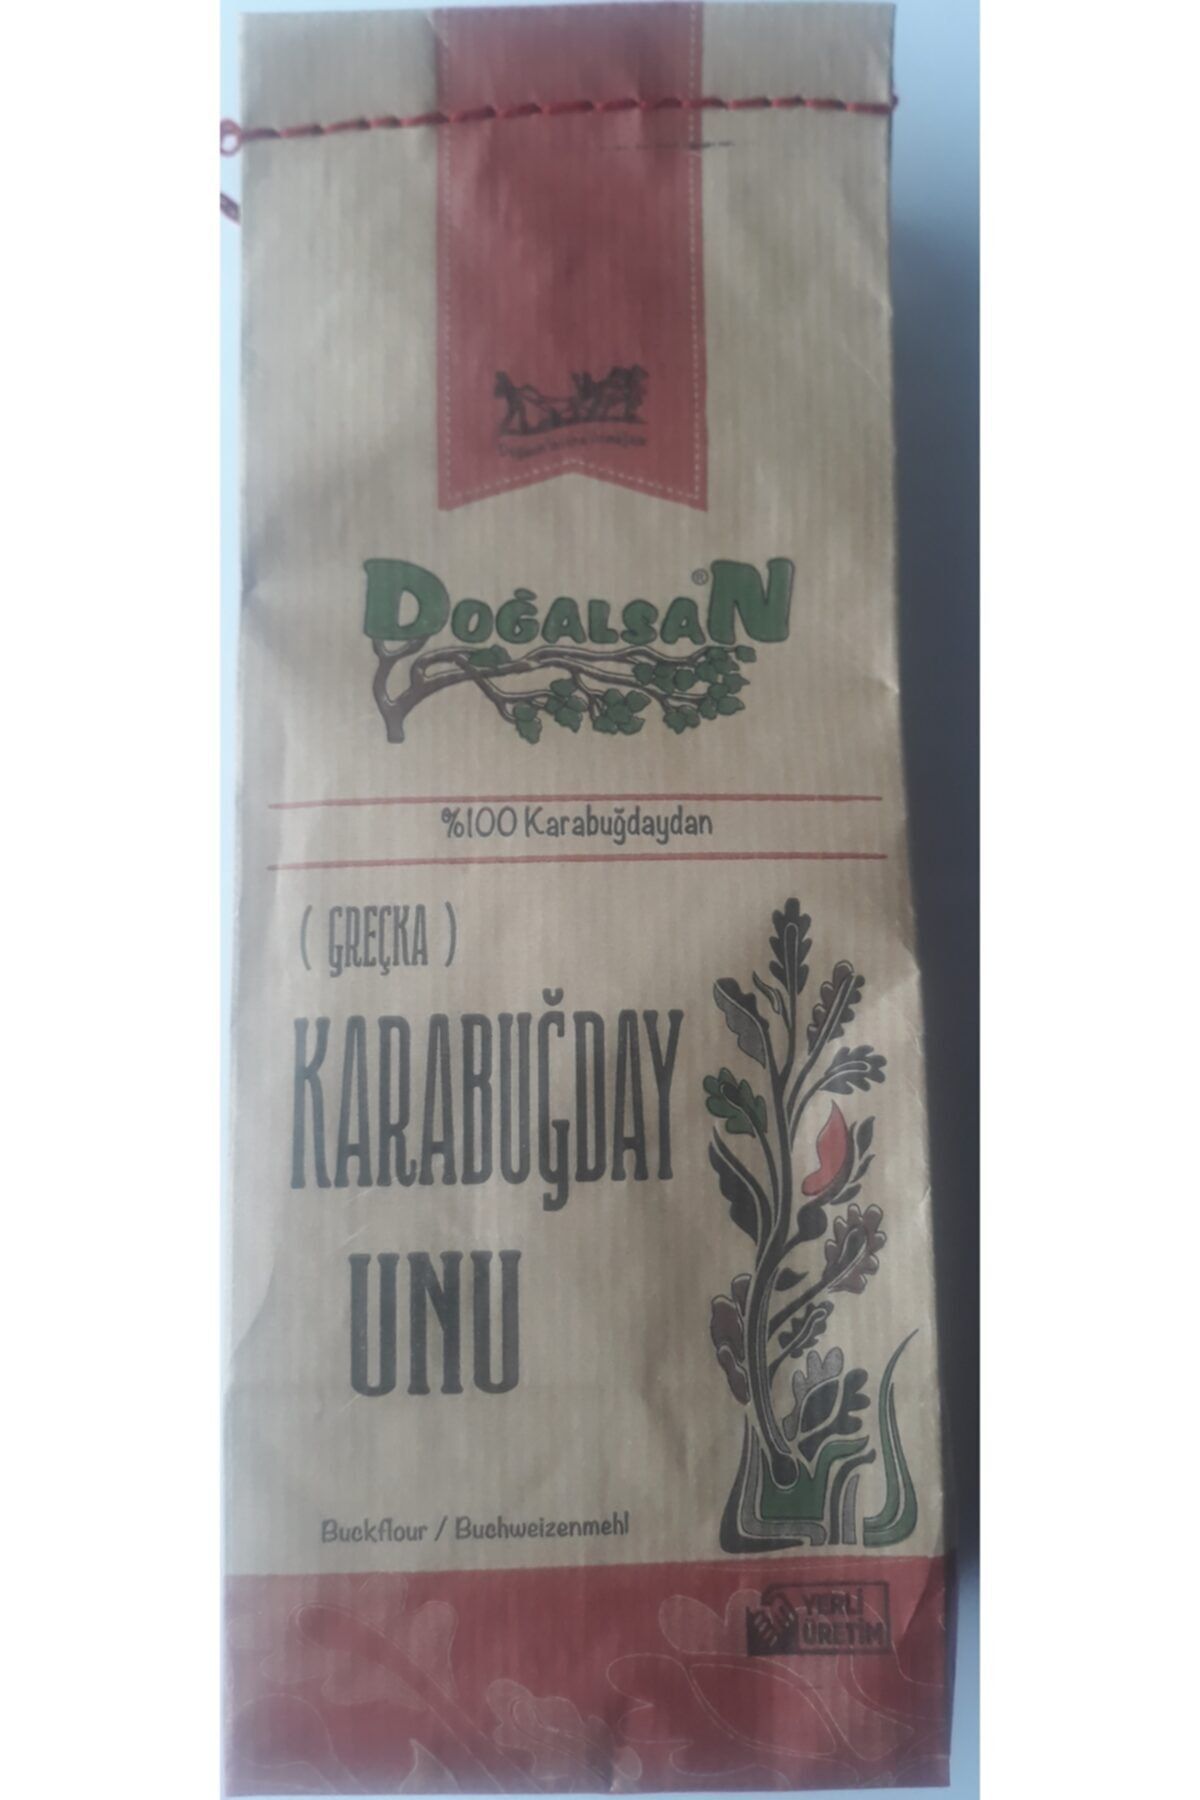 DOĞALSAN®
%100 Karabuğdaydan
( GREÇKA )
KARABUĞDAY
UNU
Buckflour / Buchweizenmehl
YERLİ
ÜRETİM